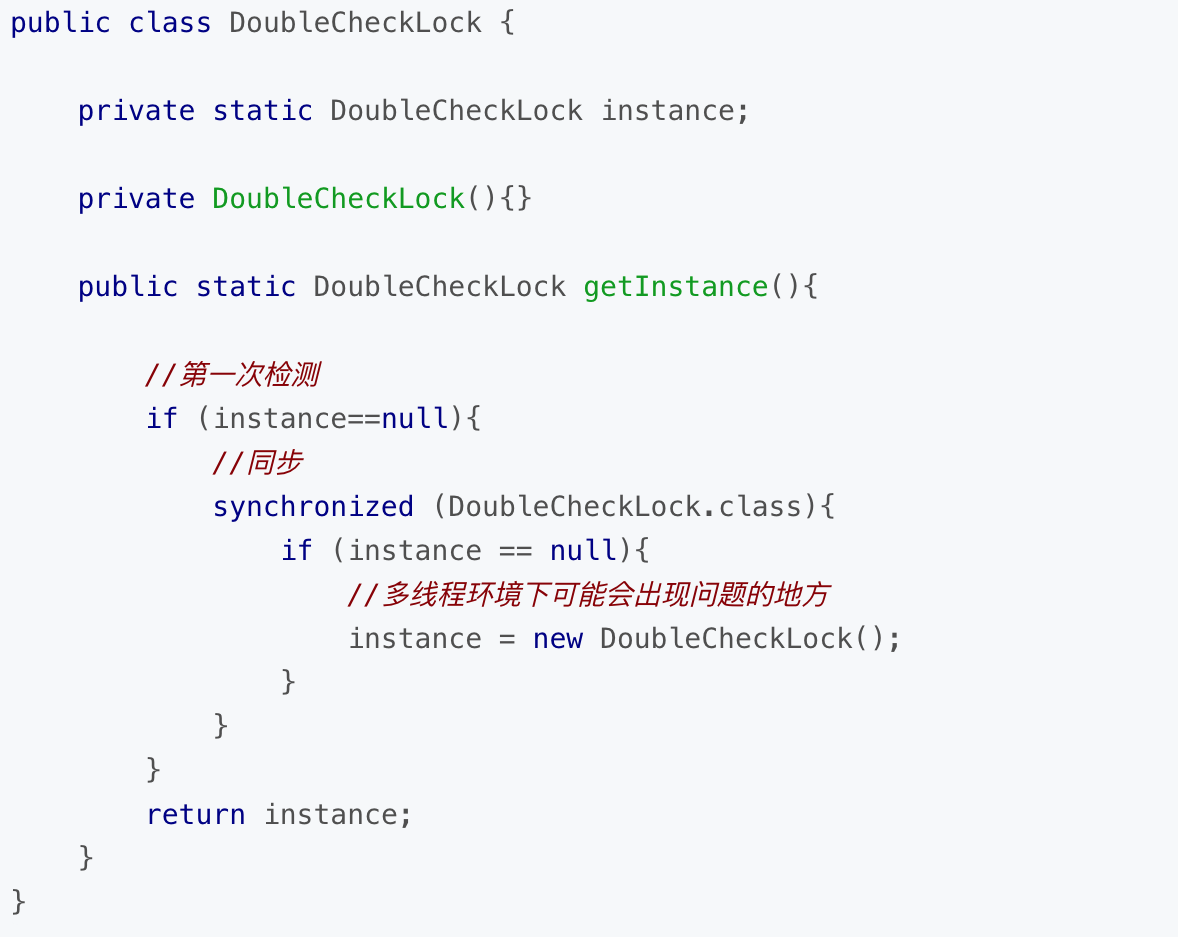 public class DoubleCheckLock {
    private static DoubleCheckLock instance;
    private DoubleCheckLock(){}
    public static DoubleCheckLock getInstance(){
        //第一次检测
        if (instance==null){
            //同步
            synchronized (DoubleCheckLock.class){
                if (instance == null){
                    //多线程环境下可能会出现问题的地方
                    instance = new DoubleCheckLock();
                }
            }
        }
        return instance;
    }
}